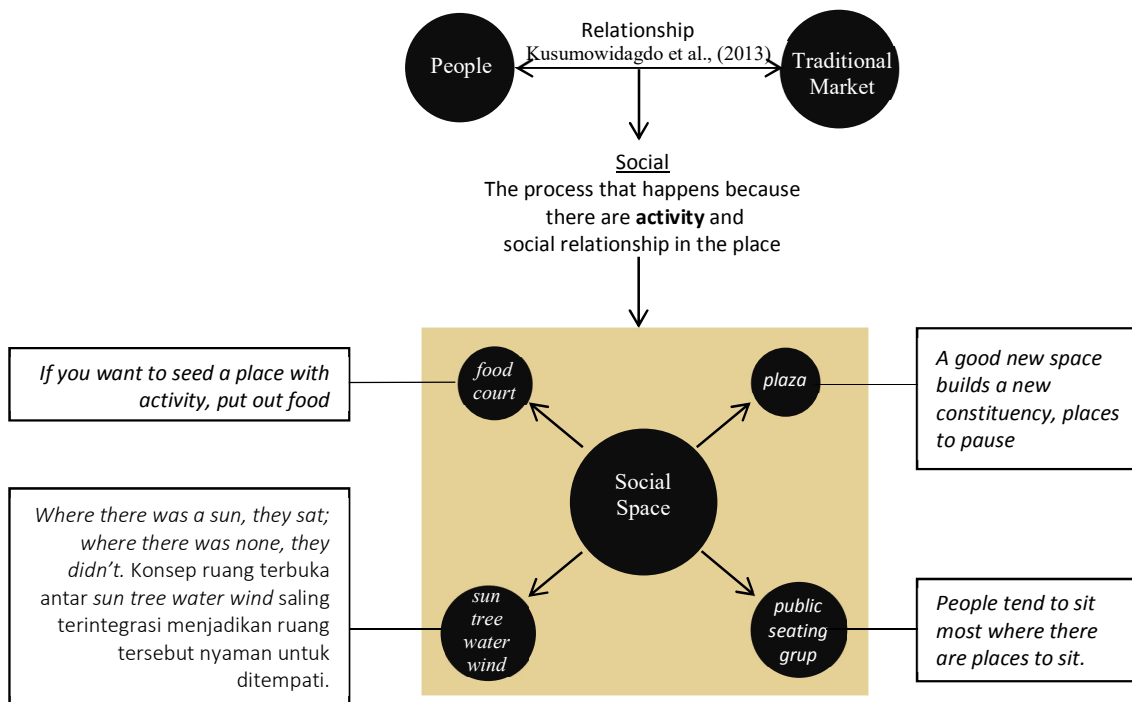 Relationship
Kusumowidagdo et al., (2013)
People
Traditional
Market
Social
The process that happens because
there are activity and
social relationship in the place
If you want to seed a place with
activity, put out food
food
court
plaza
A good new space
builds a new
constituency, places
to pause
Social
Space
Where there was a sun, they sat;
where there was none, they
didn't. Konsep ruang terbuka
antar sun tree water wind saling
terintegrasi menjadikan ruang
tersebut nyaman untuk
ditempati.
sun
tree
water
wind
public
seating
grup
People tend to sit
most where there
are places to sit.